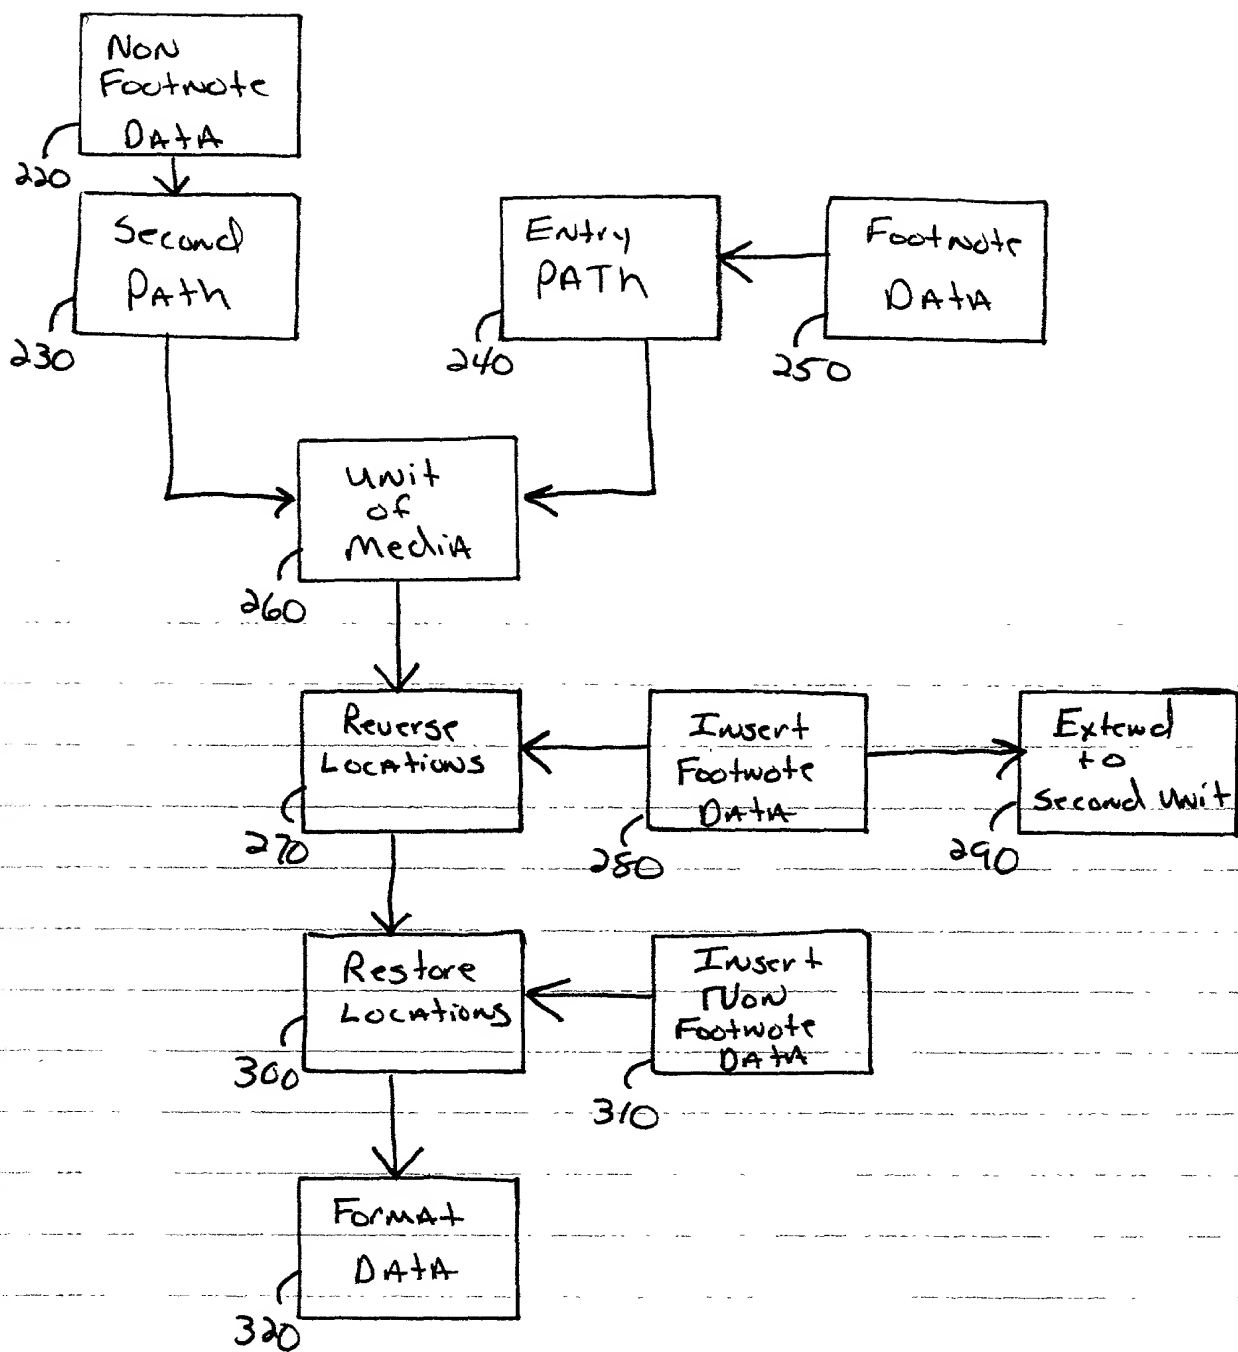 Non
Footnote
Data
220
Second
Path
230
Entry
Path
240
Footnote
Data
250
Unit
of
Media
260
Reverse
Locations
270
Insert
Footnote
Data
280
Extend
to
Second Unit
290
Restore
Locations
300
Insert
Non
Footnote
Data
310
Format
Data
320